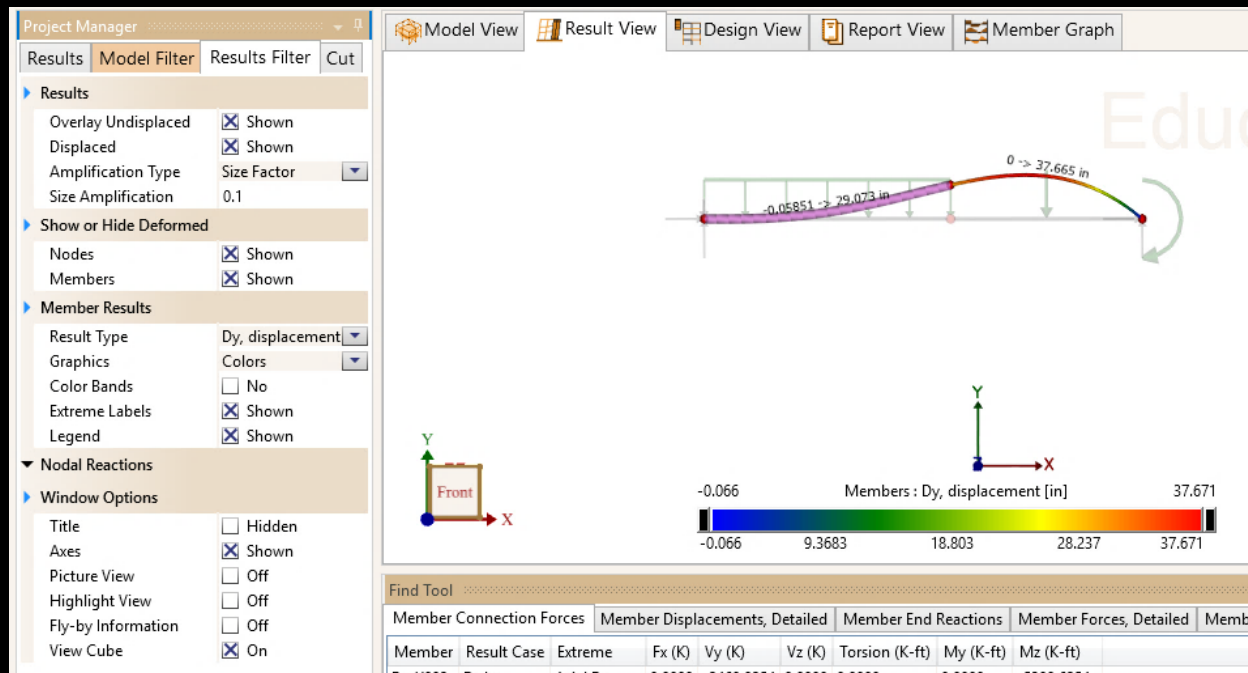 Project Manager
Results Model Filter Results Filter Cut
Results
Overlay Undisplaced Shown
Displaced Shown
Amplification Type Size Factor
Size Amplification 0.1
Show or Hide Deformed
Nodes Shown
Members Shown
Member Results
Result Type Dy, displacement
Graphics Colors
Color Bands No
Extreme Labels Shown
Legend Shown
Nodal Reactions
Window Options
Title Hidden
Axes Shown
Picture View Off
Highlight View Off
Fly-by Information Off
View Cube On
Model View Result View Design View Report View Member Graph
Educ
0 -> 37.665 in
-0.05851 -> 29.073 in
Y
Front
X
Y
Z
X
-0.066 Members : Dy, displacement [in] 37.671
-0.066 9.3683 18.803 28.237 37.671
Find Tool
Member Connection Forces Member Displacements, Detailed Member End Reactions Member Forces, Detailed Memb
Member Result Case Extreme Fx (K) Vy (K) Vz (K) Torsion (K-ft) My (K-ft) Mz (K-ft)